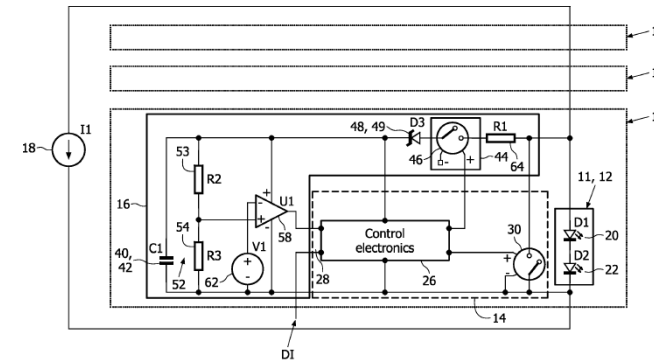 I1
18
48, 49
D3
R1
46
44
64
53
R2
16
54
U1
58
11, 12
40,
42
C1
R3
V1
52
62
Control
electronics
28
26
30
D1
20
D2
22
14
DI